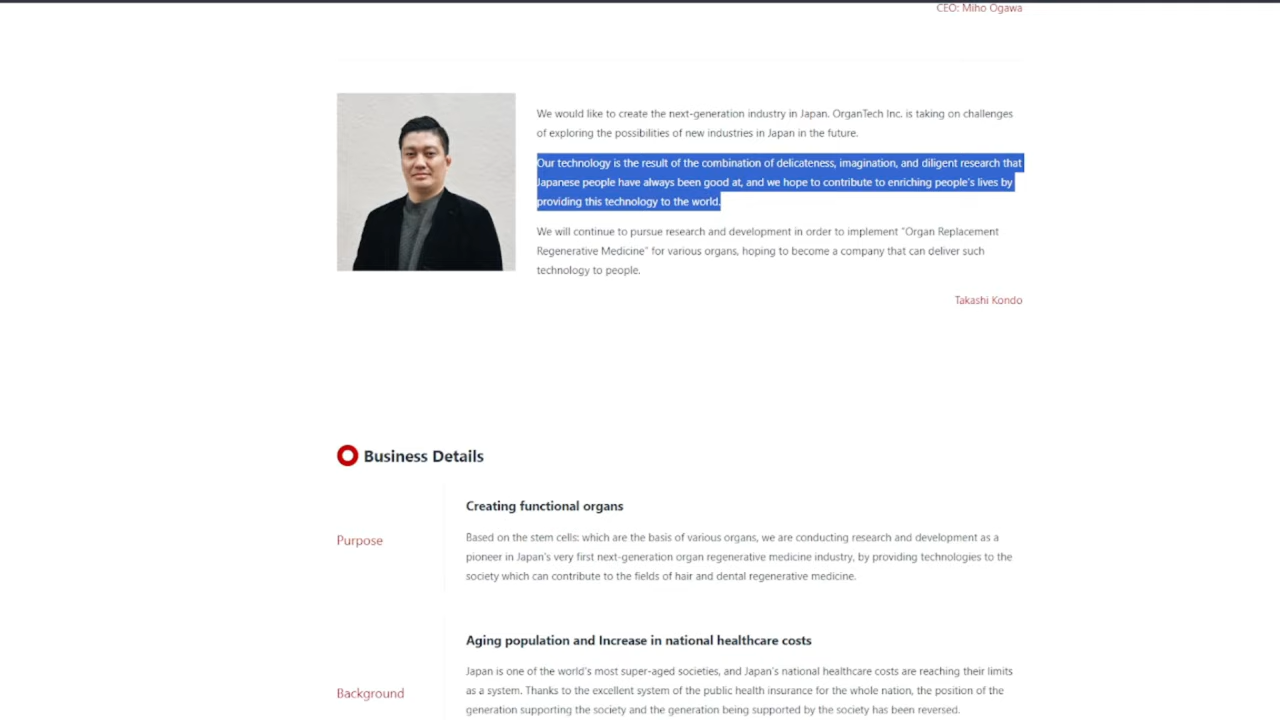 CEO: Miho Ogawa
We would like to create the next-generation industry in Japan. OrganTech Inc. is taking on challenges
of exploring the possibilities of new industries in Japan in the future.
Our technology is the result of the combination of delicateness, imagination, and diligent research that
Japanese people have always been good at, and we hope to contribute to enriching people's lives by
providing this technology to the world.
We will continue to pursue research and development in order to implement "Organ Replacement
Regenerative Medicine" for various organs, hoping to become a company that can deliver such
technology to people.
Takashi Kondo
Business Details
Purpose
Creating functional organs
Based on the stem cells: which are the basis of various organs, we are conducting research and development as a
pioneer in Japan's very first next-generation organ regenerative medicine industry, by providing technologies to the
society which can contribute to the fields of hair and dental regenerative medicine.
Background
Aging population and Increase in national healthcare costs
Japan is one of the world's most super-aged societies, and Japan's national healthcare costs are reaching their limits
as a system. Thanks to the excellent system of the public health insurance for the whole nation, the position of the
generation supporting the society and the generation being supported by the society has been reversed.